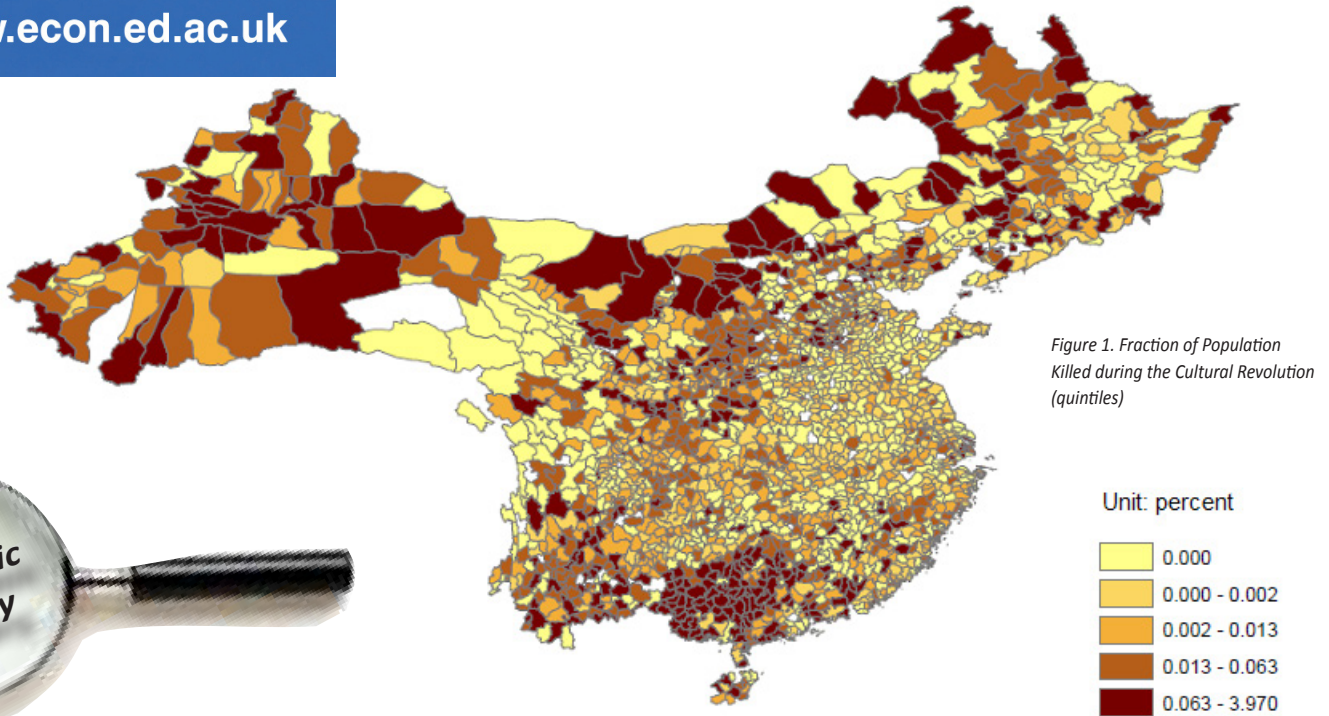 v.econ.ed.ac.uk
Figure 1. Fraction of Population
Killed during the Cultural Revolution
(quintiles)
Unit: percent
0.000
0.000 - 0.002
0.002 - 0.013
0.013 - 0.063
0.063 - 3.970
ic
y